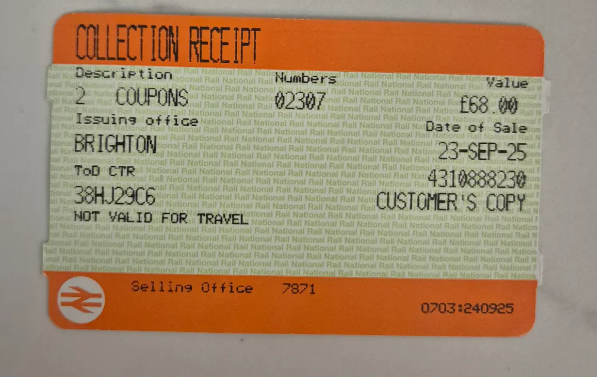 COLLECTION RECEIPT
Description Numbers Value
2 COUPONS 02307 £68.00
Issuing office Date of Sale
BRIGHTON 23-SEP-25
ToD CTR 4310888230
38HJ29C6 CUSTOMER'S COPY
NOT VALID FOR TRAVEL
Selling Office 7871
0703:240925